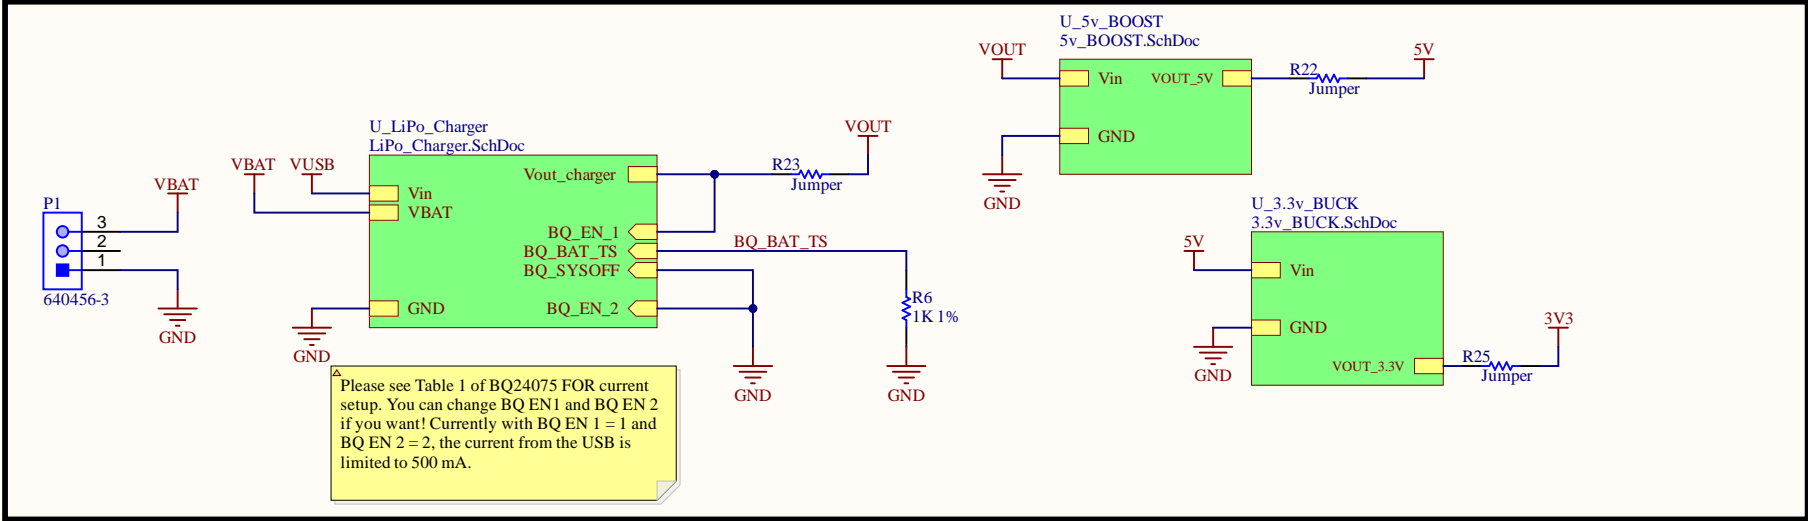 U_5v_BOOST
5v_BOOST.SchDoc
VOUT
Vin
VOUT_5V
GND
GND
R22
Jumper
5V
U_LiPo_Charger
LiPo_Charger.SchDoc
VBAT
VUSB
Vin
VBAT
GND
GND
Vout_charger
BQ_EN_1
BQ_BAT_TS
BQ_SYSOFF
BQ_EN_2
R23
Jumper
VOUT
BQ_BAT_TS
R6
1K 1%
GND
GND
P1
3
2
1
640456-3
VBAT
GND
U_3.3v_BUCK
3.3v_BUCK.SchDoc
5V
Vin
GND
GND
VOUT_3.3V
R25
Jumper
3V3
Please see Table 1 of BQ24075 FOR current
setup. You can change BQ EN1 and BQ EN 2
if you want! Currently with BQ EN 1 = 1 and
BQ EN 2 = 2, the current from the USB is
limited to 500 mA.